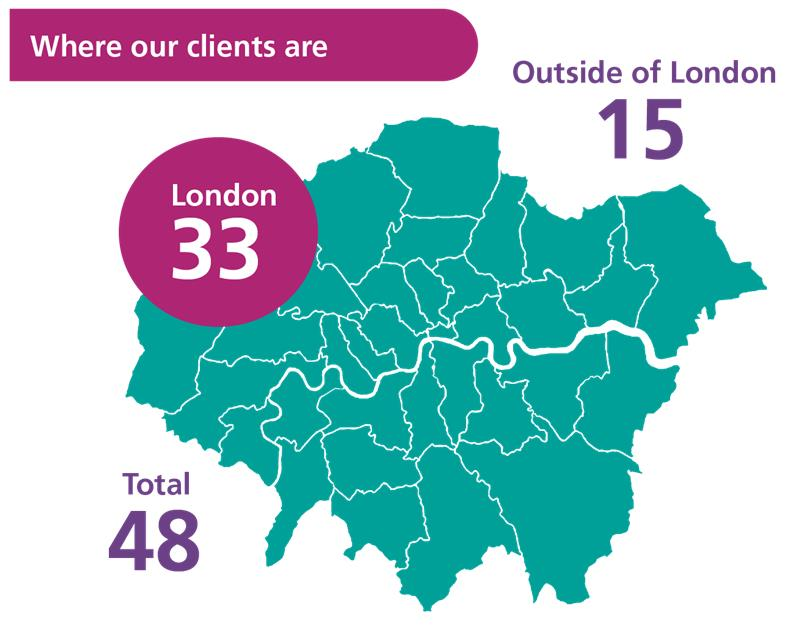 Where our clients are
Outside of London
15
London
33
Total
48